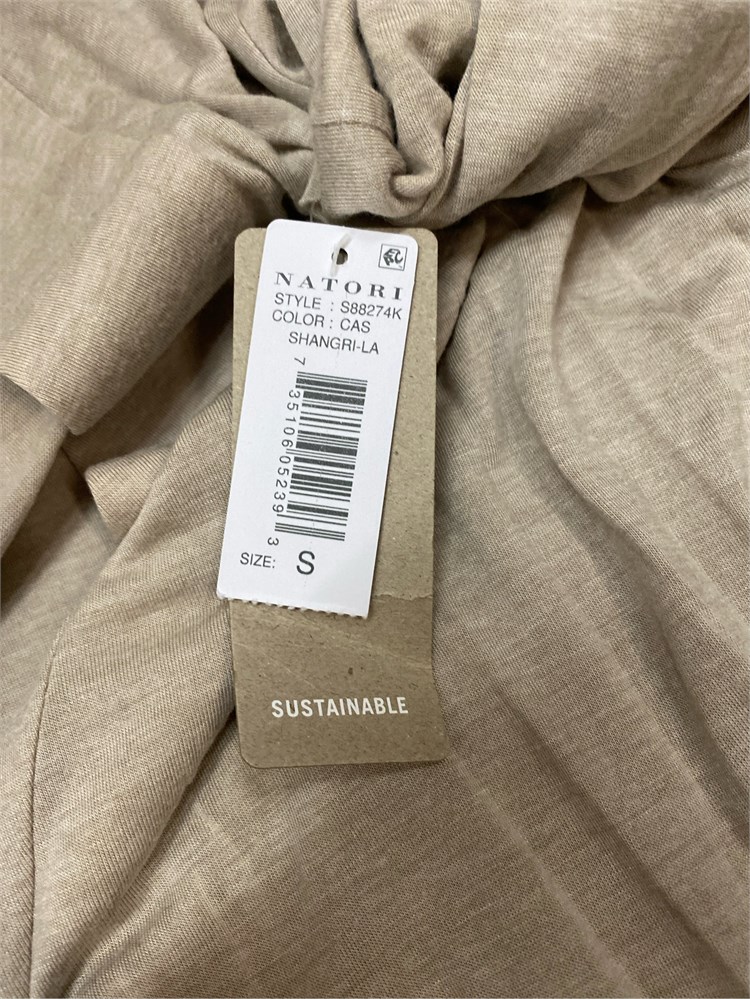 NATORI
STYLE : S88274K
COLOR : CAS
SHANGRI-LA
7 35106 05239 3
SIZE: S
SUSTAINABLE